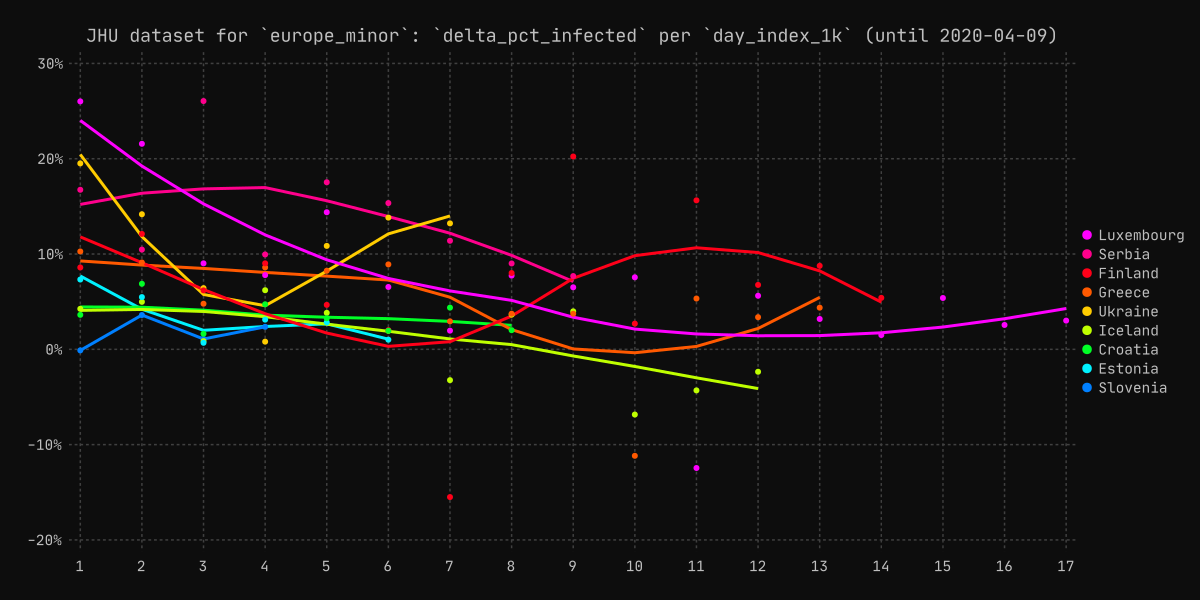 JHU dataset for `europe_minor`: `delta_pct_infected` per `day_index_1k` (until 2020-04-09)
30%
20%
10%
0%
-10%
-20%
1 2 3 4 5 6 7 8 9 10 11 12 13 14 15 16 17
Luxembourg
Serbia
Finland
Greece
Ukraine
Iceland
Croatia
Estonia
Slovenia